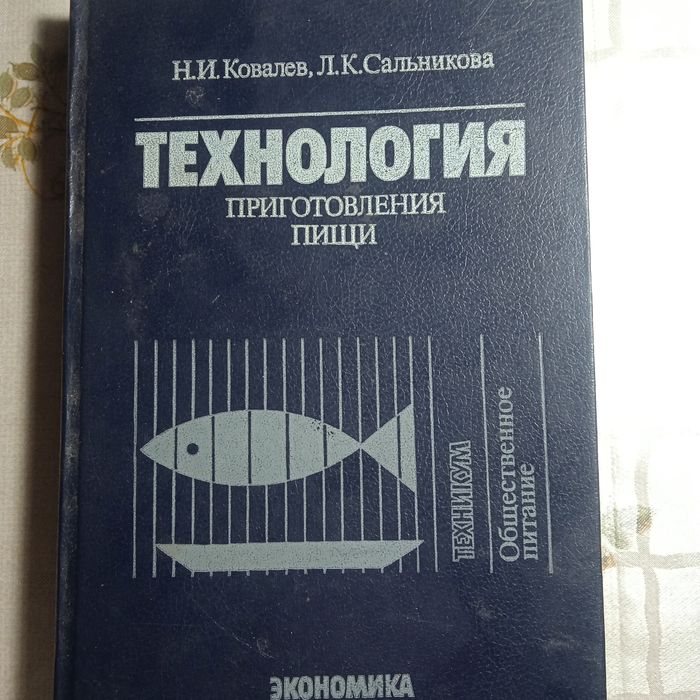 Н.И.Ковалев, Л.К.Сальникова
ТЕХНОЛОГИЯ
ПРИГОТОВЛЕНИЯ
ПИЩИ
ТЕХНИКУМ
Общественное
питание
ЭКОНОМИКА